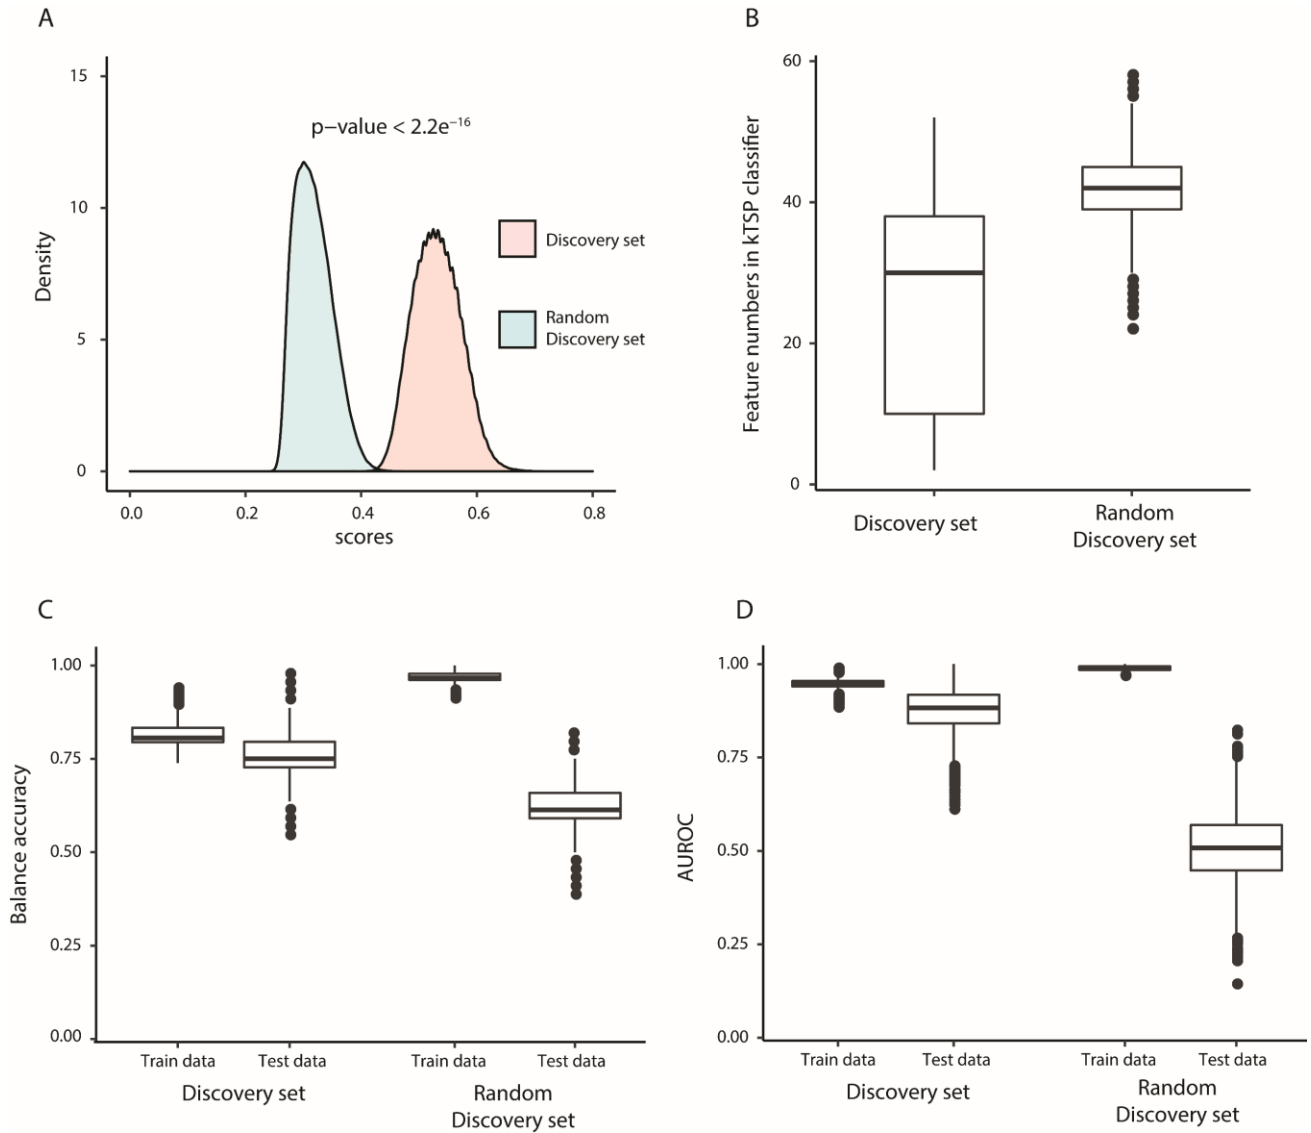 A
15
10
5
0
Density
p−value < 2.2e−16
Discovery set
Random
Discovery set
0.0 0.2 0.4 0.6 0.8
scores
B
60
40
20
0
Feature numbers in kTSP classifier
Discovery set
Random
Discovery set
C
1.00
0.75
0.50
0.25
0.00
Balance accuracy
Train data Test data Train data Test data
Discovery set
Random
Discovery set
D
1.00
0.75
0.50
0.25
0.00
AUROC
Train data Test data Train data Test data
Discovery set
Random
Discovery set